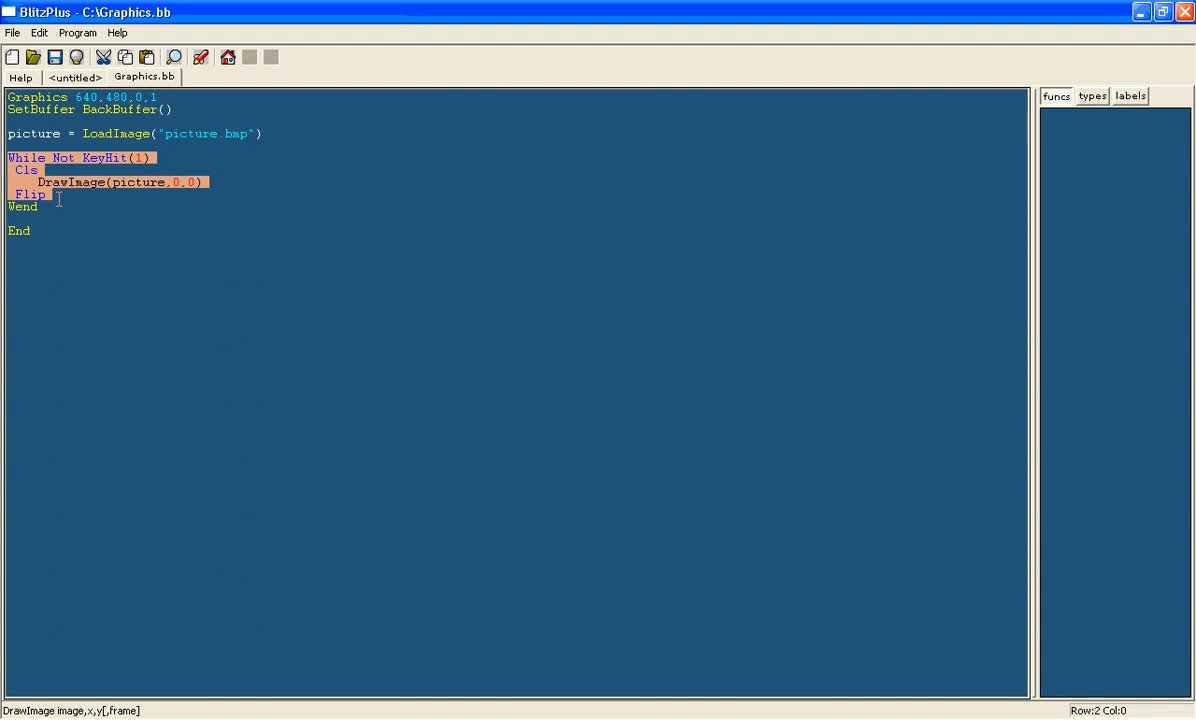 BlitzPlus - C:\Graphics.bb
File Edit Program Help
Help <untitled> Graphics.bb
Graphics 640,480,0,1
SetBuffer BackBuffer()
picture = LoadImage("picture.bmp")
While Not KeyHit(1)
Cls
DrawImage(picture,0,0)
Flip
Wend
End
funcs types labels
DrawImage image,x,y[,frame]
Row:2 Col:0